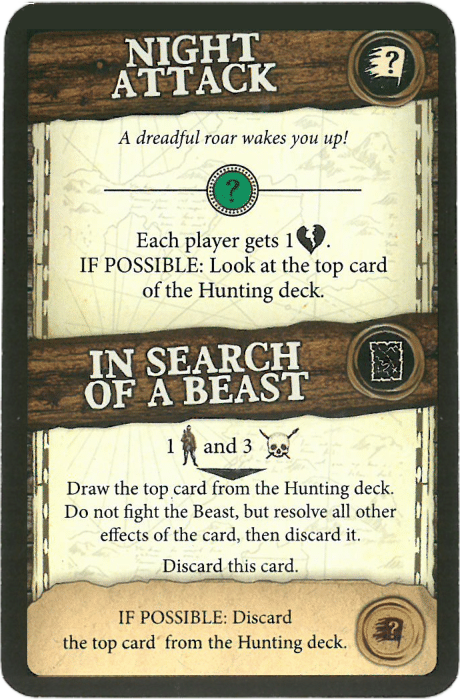 NIGHT
ATTACK
?
A dreadful roar wakes you up!
?
Each player gets 1 .
IF POSSIBLE: Look at the top card
of the Hunting deck.
IN SEARCH
OF A BEAST
1 and 3
Draw the top card from the Hunting deck.
Do not fight the Beast, but resolve all other
effects of the card, then discard it.
Discard this card.
IF POSSIBLE: Discard
the top card from the Hunting deck.
?